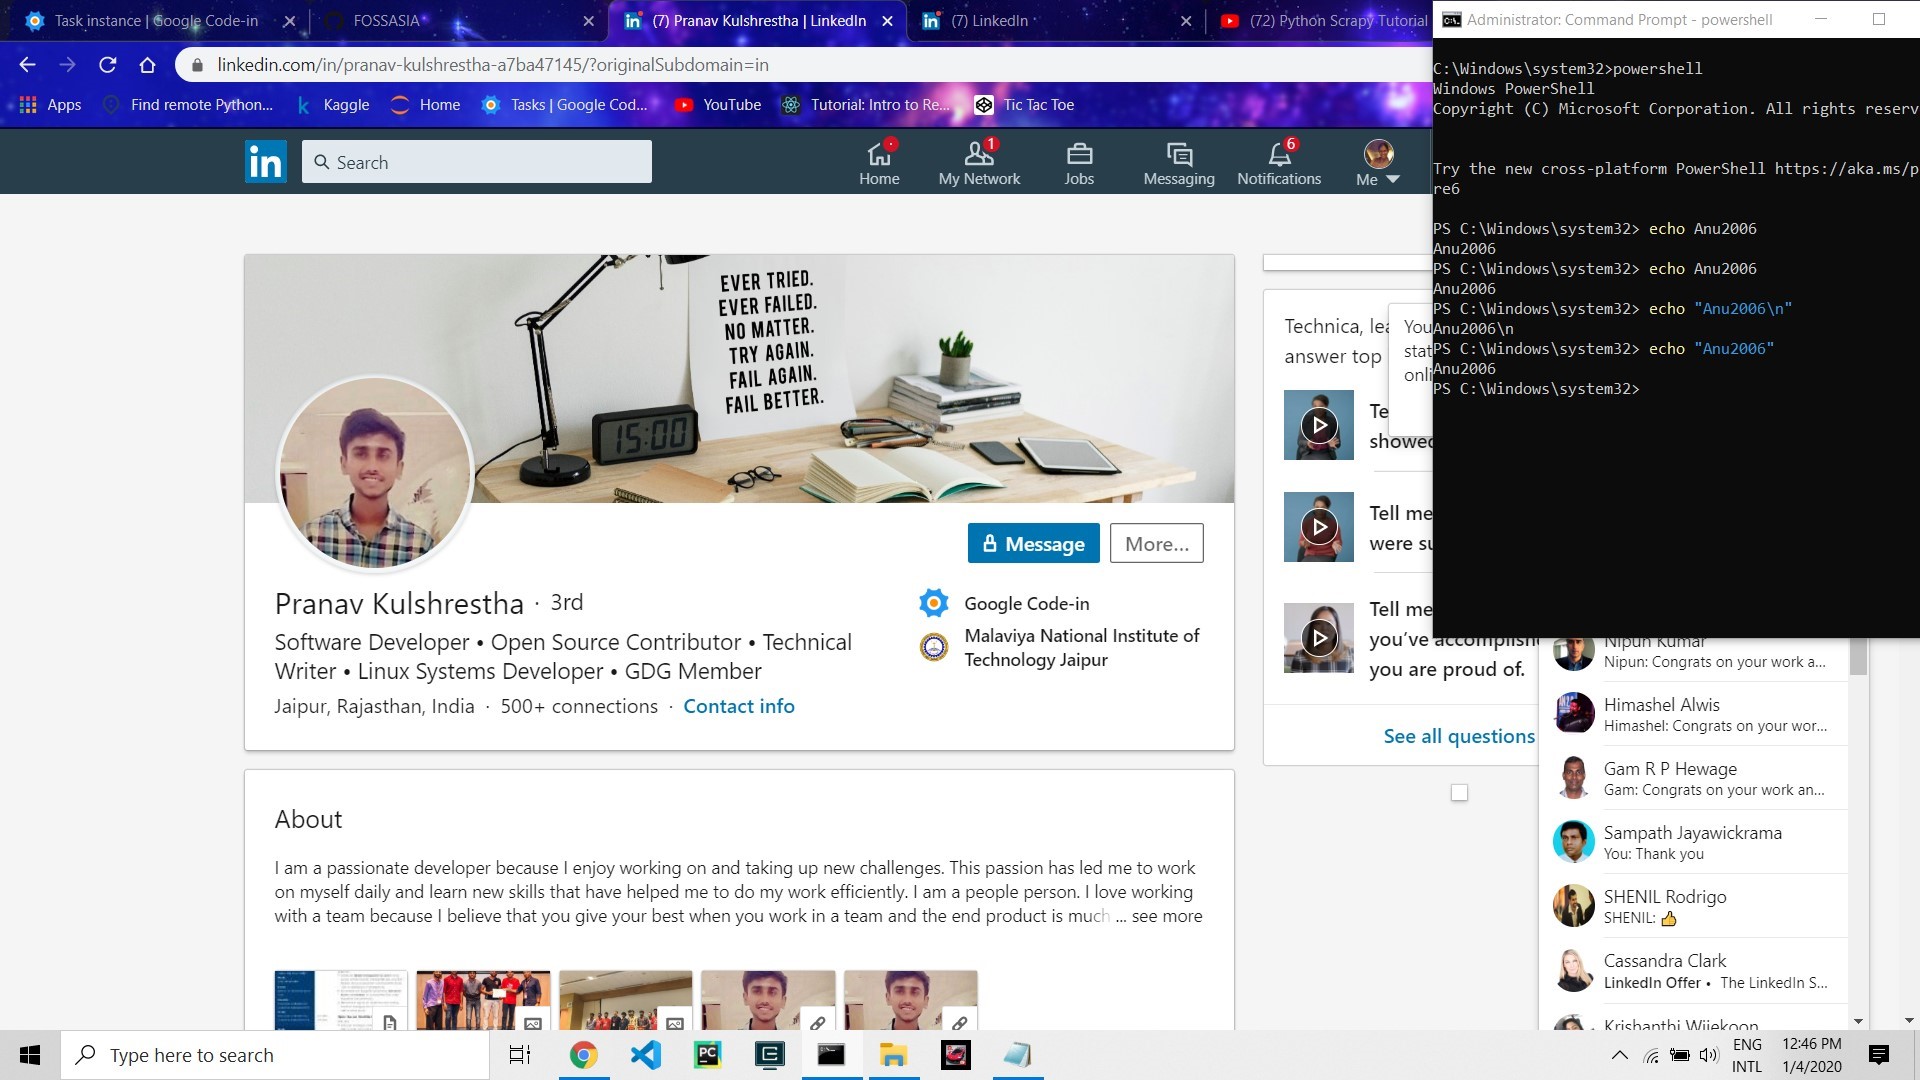 Task instance | Google Code-in
FOSSASIA
(7) Pranav Kulshrestha | LinkedIn
(7) LinkedIn
(72) Python Scrapy Tutorial
linkedin.com/in/pranav-kulshrestha-a7ba47145/?originalSubdomain=in
Apps
Find remote Python...
Kaggle
Home
Tasks | Google Cod...
YouTube
Tutorial: Intro to Re...
Tic Tac Toe
in
Search
Home
1
My Network
Jobs
Messaging
6
Notifications
Me
EVER TRIED.
EVER FAILED.
NO MATTER.
TRY AGAIN.
FAIL AGAIN.
FAIL BETTER.
15:00
Message
More...
Pranav Kulshrestha · 3rd
Software Developer • Open Source Contributor • Technical
Writer • Linux Systems Developer • GDG Member
Jaipur, Rajasthan, India · 500+ connections · Contact info
Google Code-in
Malaviya National Institute of
Technology Jaipur
About
I am a passionate developer because I enjoy working on and taking up new challenges. This passion has led me to work
on myself daily and learn new skills that have helped me to do my work efficiently. I am a people person. I love working
with a team because I believe that you give your best when you work in a team and the end product is much ... see more
Technica, lea
answer top
You
stat
onli
Te
showed
Tell me
were su
Tell me
you've accomplish
you are proud of.
See all questions
Administrator: Command Prompt - powershell
C:\Windows\system32>powershell
Windows PowerShell
Copyright (C) Microsoft Corporation. All rights reserv
Try the new cross-platform PowerShell https://aka.ms/p
re6
PS C:\Windows\system32> echo Anu2006
Anu2006
PS C:\Windows\system32> echo Anu2006
Anu2006
PS C:\Windows\system32> echo "Anu2006\n"
Anu2006\n
PS C:\Windows\system32> echo "Anu2006"
Anu2006
PS C:\Windows\system32>
Nipun Kumar
Nipun: Congrats on your work a...
Himashel Alwis
Himashel: Congrats on your wor...
Gam R P Hewage
Gam: Congrats on your work an...
Sampath Jayawickrama
You: Thank you
SHENIL Rodrigo
SHENIL: 👍
Cassandra Clark
LinkedIn Offer • The LinkedIn S...
Krishanthi Wijekoon
Type here to search
PC
ENG
INTL
12:46 PM
1/4/2020